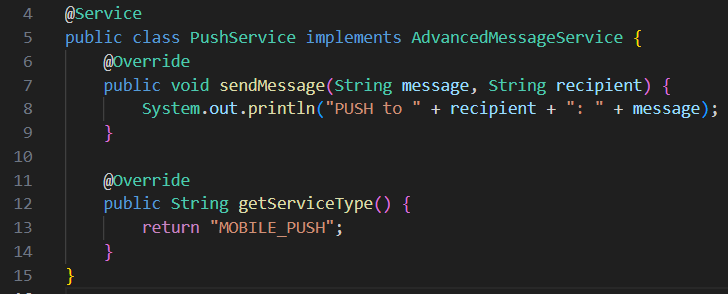 4 @Service
5 public class PushService implements AdvancedMessageService {
6     @Override
7     public void sendMessage(String message, String recipient) {
8         System.out.println("PUSH to " + recipient + ": " + message);
9     }
10
11     @Override
12     public String getServiceType() {
13         return "MOBILE_PUSH";
14     }
15 }